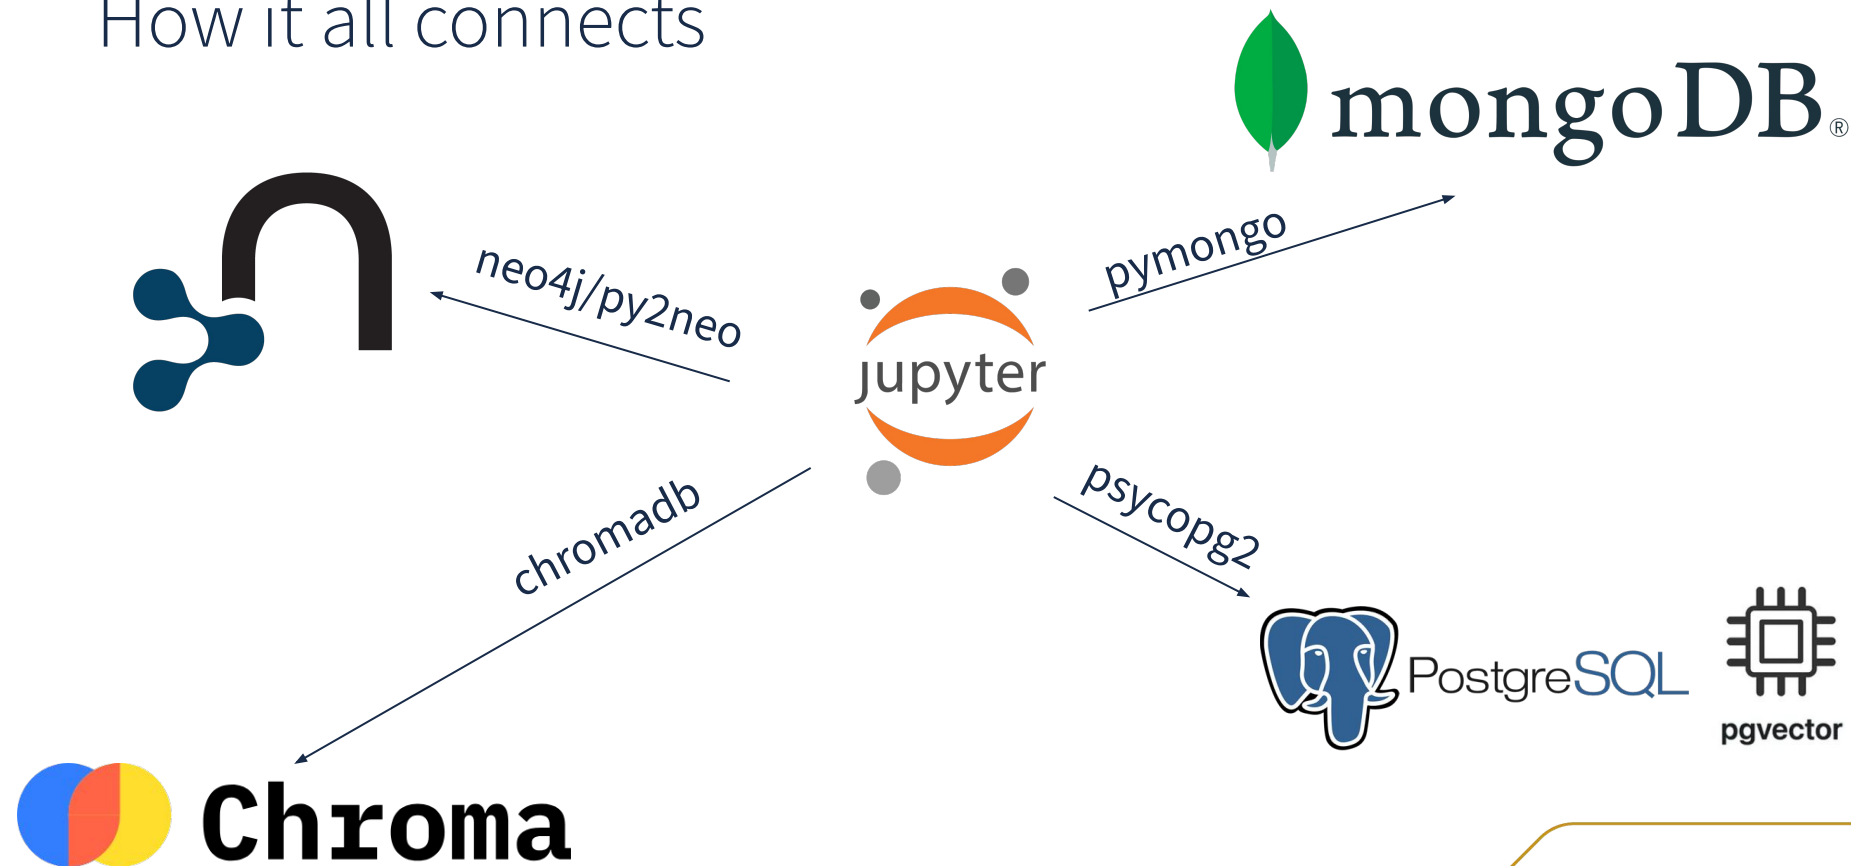 How it all connects
mongoDB®
neo4j/py2neo
pymongo
jupyter
chromadb
psycopg2
PostgreSQL
pgvector
Chroma